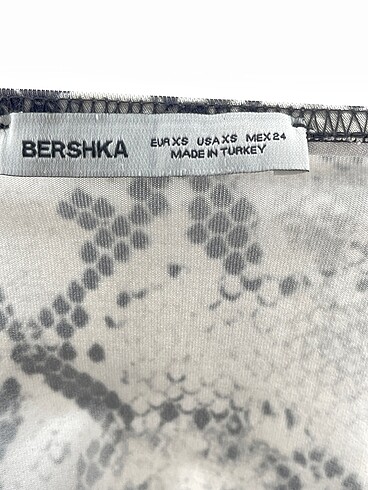 BERSHKA
EUR XS USA XS MEX 24
MADE IN TURKEY